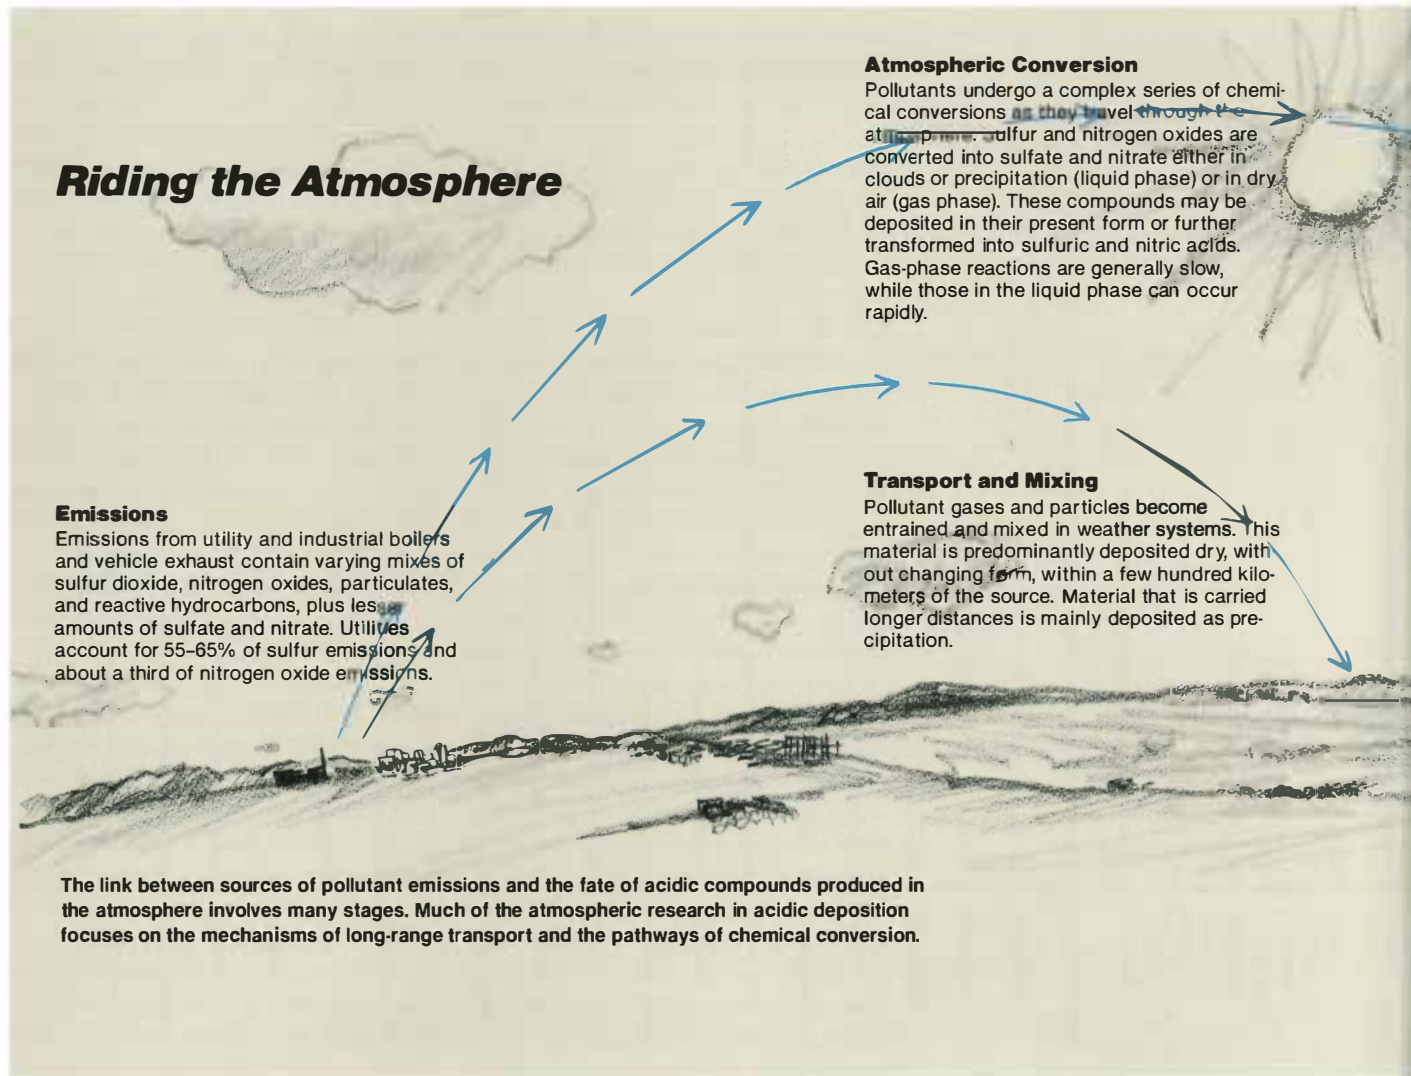 Riding the Atmosphere
Atmospheric Conversion
Pollutants undergo a complex series of chemi-
cal conversions as they travel through the
atmosphere. Sulfur and nitrogen oxides are
converted into sulfate and nitrate either in
clouds or precipitation (liquid phase) or in dry
air (gas phase). These compounds may be
deposited in their present form or further
transformed into sulfuric and nitric acids.
Gas-phase reactions are generally slow,
while those in the liquid phase can occur
rapidly.
Emissions
Emissions from utility and industrial boilers
and vehicle exhaust contain varying mixes of
sulfur dioxide, nitrogen oxides, particulates,
and reactive hydrocarbons, plus lesser
amounts of sulfate and nitrate. Utilities
account for 55–65% of sulfur emissions and
about a third of nitrogen oxide emissions.
Transport and Mixing
Pollutant gases and particles become
entrained and mixed in weather systems. This
material is predominantly deposited dry, with
out changing form, within a few hundred kilo-
meters of the source. Material that is carried
longer distances is mainly deposited as pre-
cipitation.
The link between sources of pollutant emissions and the fate of acidic compounds produced in
the atmosphere involves many stages. Much of the atmospheric research in acidic deposition
focuses on the mechanisms of long-range transport and the pathways of chemical conversion.